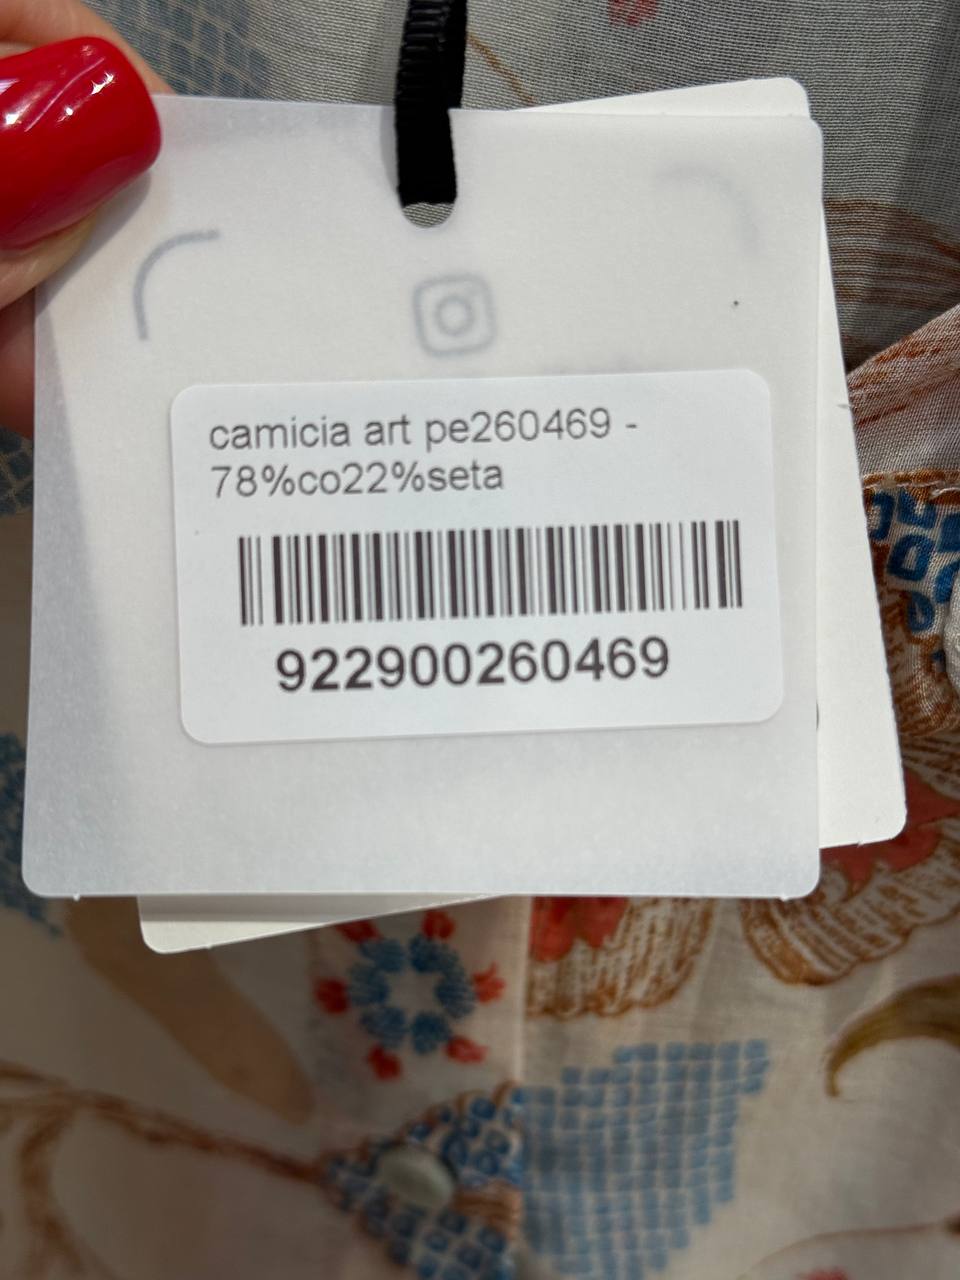 camicia art pe260469 -
78%co22%seta
922900260469